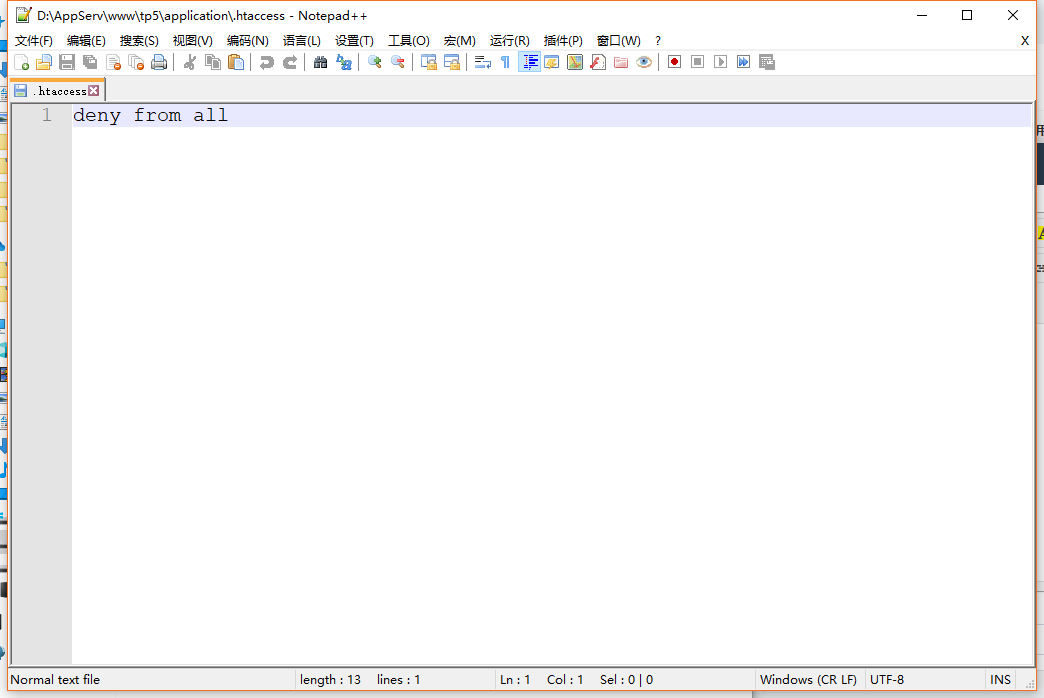 D:\AppServ\www\tp5\application\.htaccess - Notepad++
文件(F) 编辑(E) 搜索(S) 视图(V) 编码(N) 语言(L) 设置(T) 工具(O) 宏(M) 运行(R) 插件(P) 窗口(W) ? X
.htaccess
1 deny from all
Normal text file length : 13 lines : 1 Ln : 1 Col : 1 Sel : 0 | 0 Windows (CR LF) UTF-8 INS